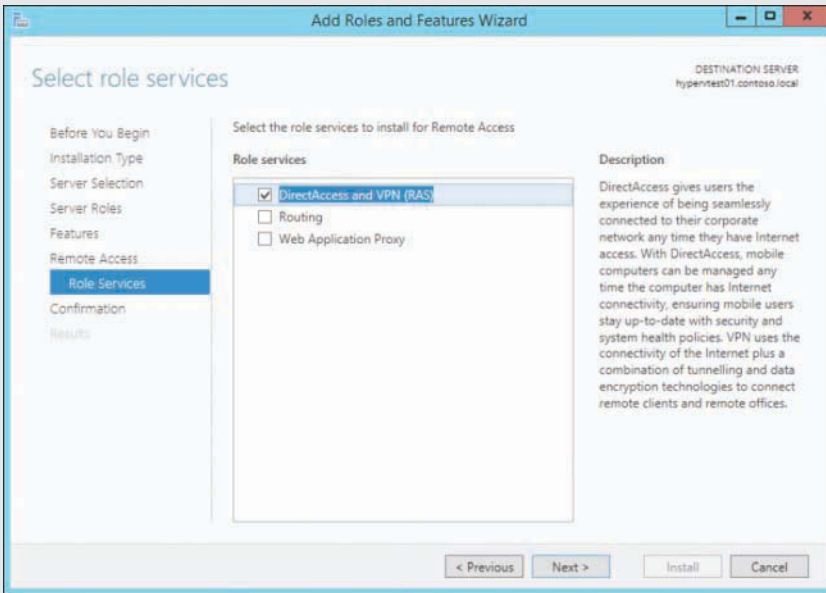 Add Roles and Features Wizard
Select role services
DESTINATION SERVER
hypervtest01.contoso.local
Before You Begin
Installation Type
Server Selection
Server Roles
Features
Remote Access
Role Services
Confirmation
Results
Select the role services to install for Remote Access
Role services
DirectAccess and VPN (RAS)
Routing
Web Application Proxy
Description
DirectAccess gives users the
experience of being seamlessly
connected to their corporate
network any time they have Internet
access. With DirectAccess, mobile
computers can be managed any
time the computer has Internet
connectivity, ensuring mobile users
stay up-to-date with security and
system health policies. VPN uses the
connectivity of the Internet plus a
combination of tunnelling and data
encryption technologies to connect
remote clients and remote offices.
< Previous
Next >
Install
Cancel